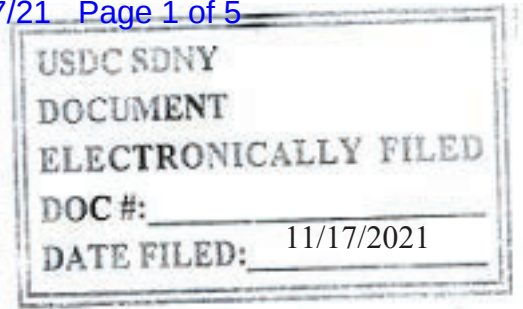 7/21 Page 1 of 5
USDC SDNY
DOCUMENT
ELECTRONICALLY FILED
DOC #:
DATE FILED: 11/17/2021